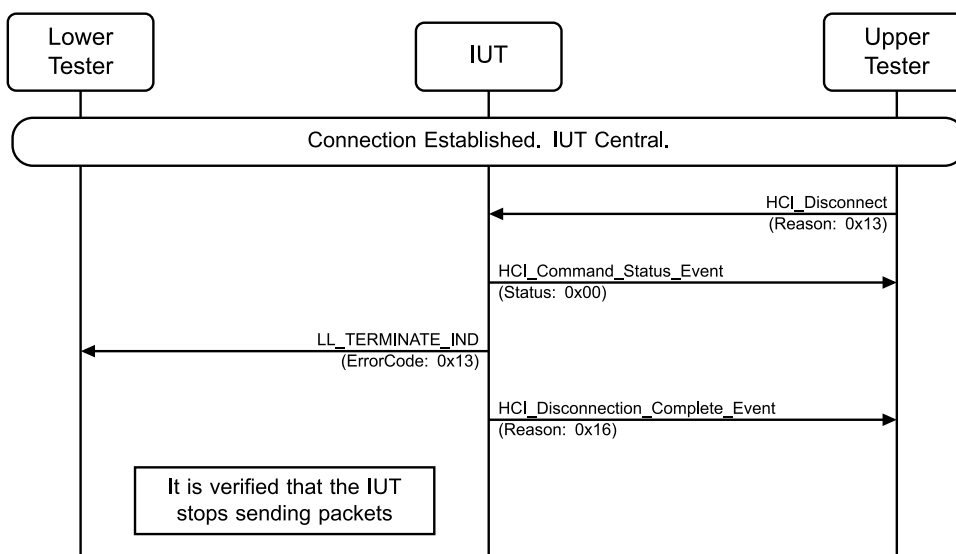 Lower
Tester
IUT
Upper
Tester
Connection Established. IUT Central.
HCI_Disconnect
(Reason: 0x13)
HCI_Command_Status_Event
(Status: 0x00)
LL_TERMINATE_IND
(ErrorCode: 0x13)
HCI_Disconnection_Complete_Event
(Reason: 0x16)
It is verified that the IUT
stops sending packets